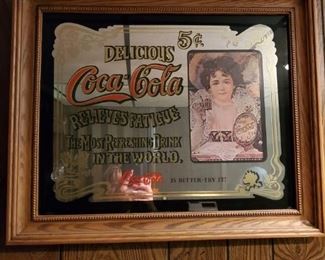 DELICIOUS 5¢
Coca-Cola
RELIEVES FATIGUE
THE MOST REFRESHING DRINK
IN THE WORLD.
IS BETTER-TRY IT!